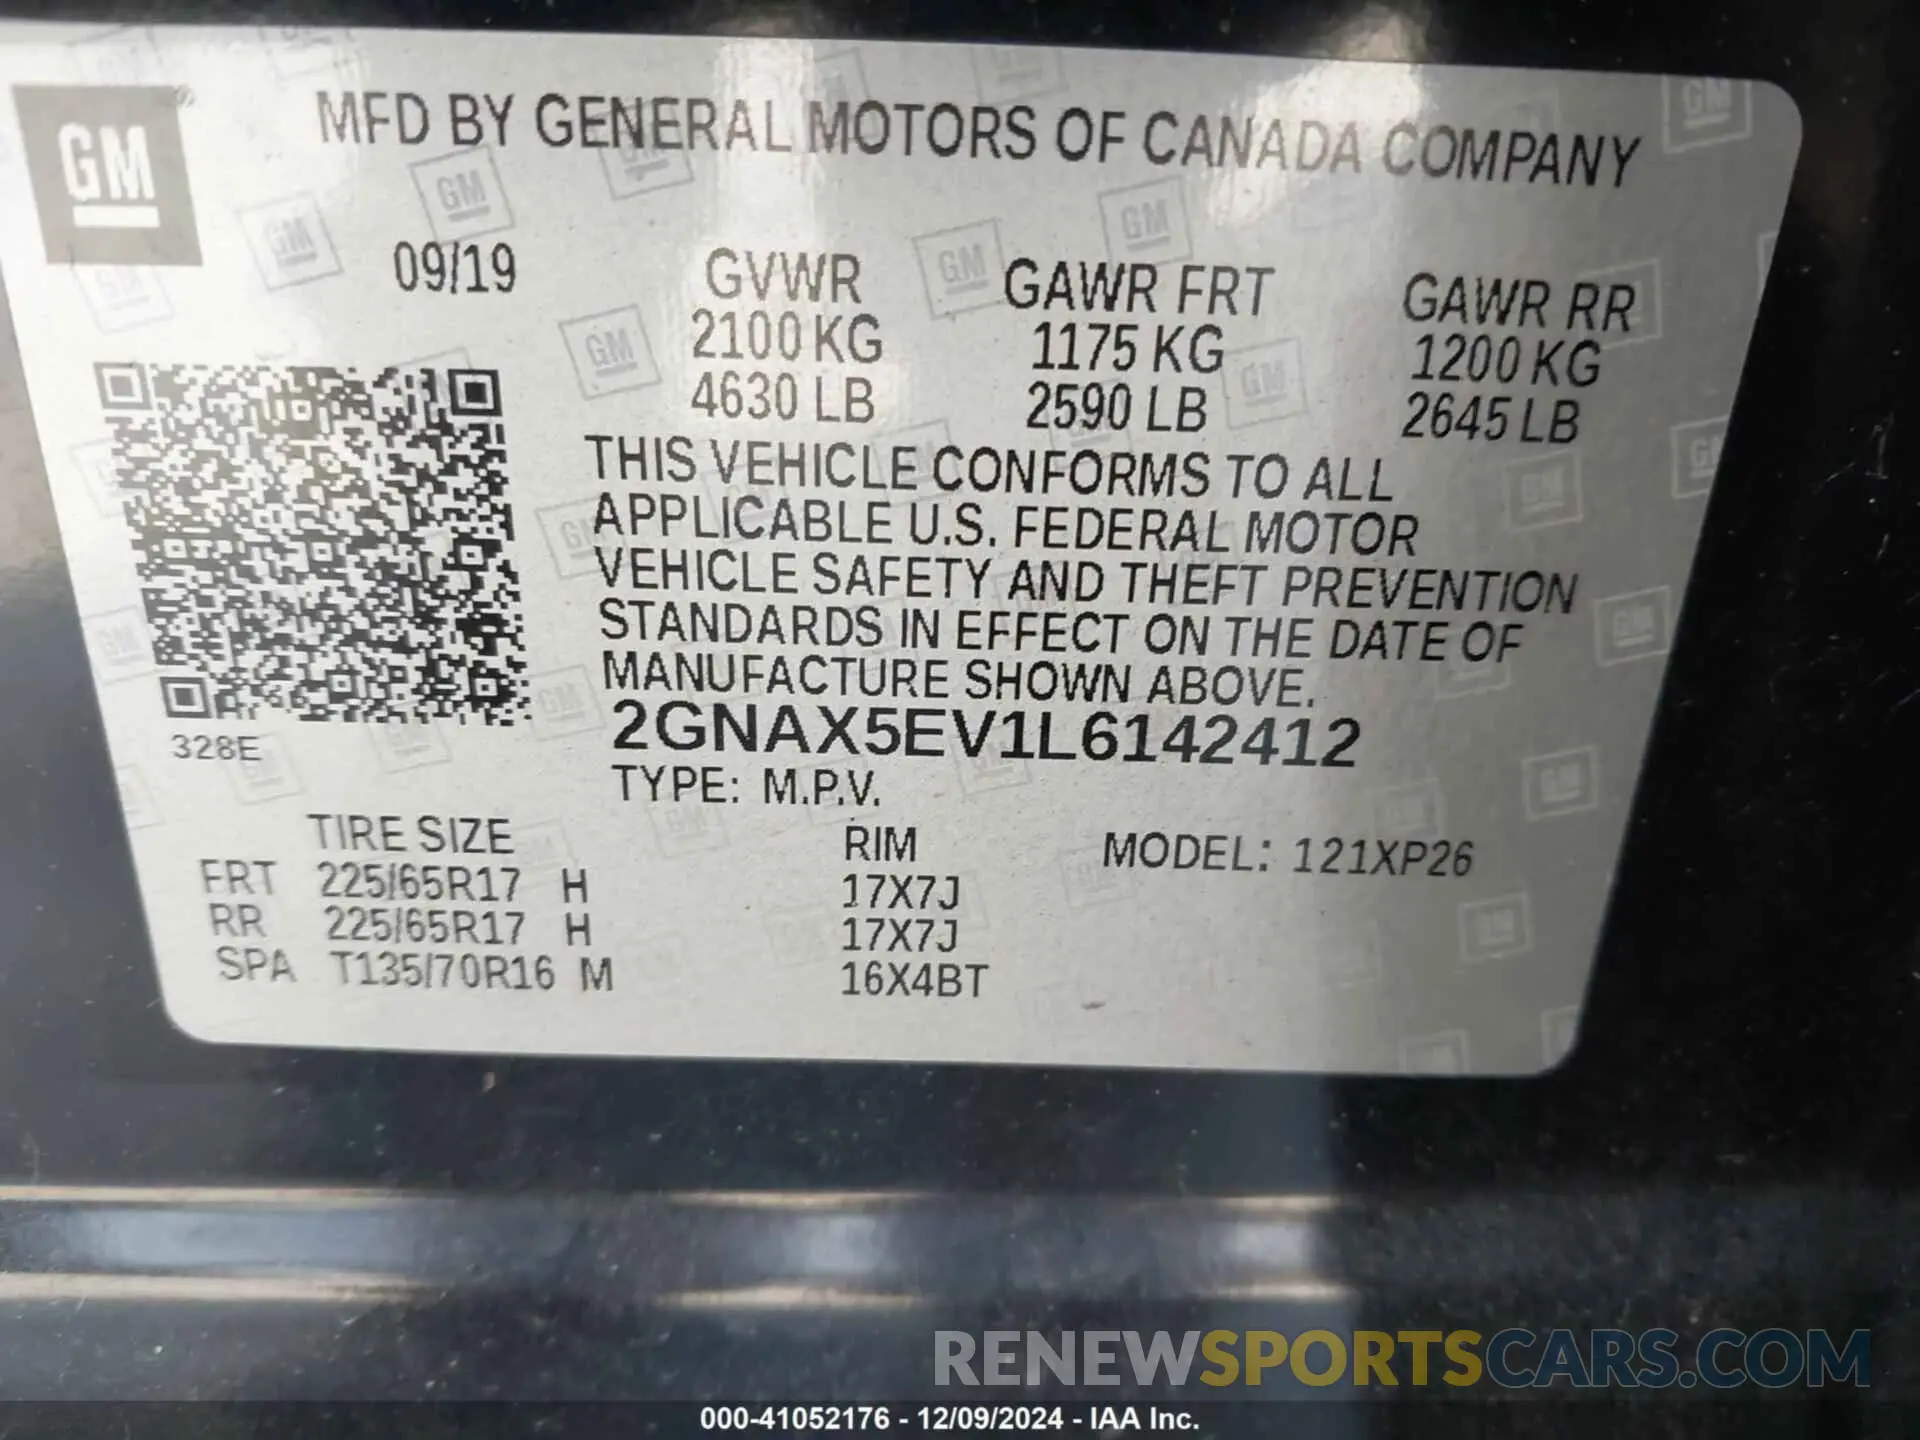 GM ®
MFD BY GENERAL MOTORS OF CANADA COMPANY
09/19 GVWR GAWR FRT GAWR RR
2100 KG 1175 KG 1200 KG
4630 LB 2590 LB 2645 LB
THIS VEHICLE CONFORMS TO ALL
APPLICABLE U.S. FEDERAL MOTOR
VEHICLE SAFETY AND THEFT PREVENTION
STANDARDS IN EFFECT ON THE DATE OF
MANUFACTURE SHOWN ABOVE.
2GNAX5EV1L6142412
328E
TYPE: M.P.V.
TIRE SIZE RIM MODEL: 121XP26
FRT 225/65R17 H 17X7J
RR 225/65R17 H 17X7J
SPA T135/70R16 M 16X4BT
RENEWSPORTSCARS.COM
000-41052176 - 12/09/2024 - IAA Inc.